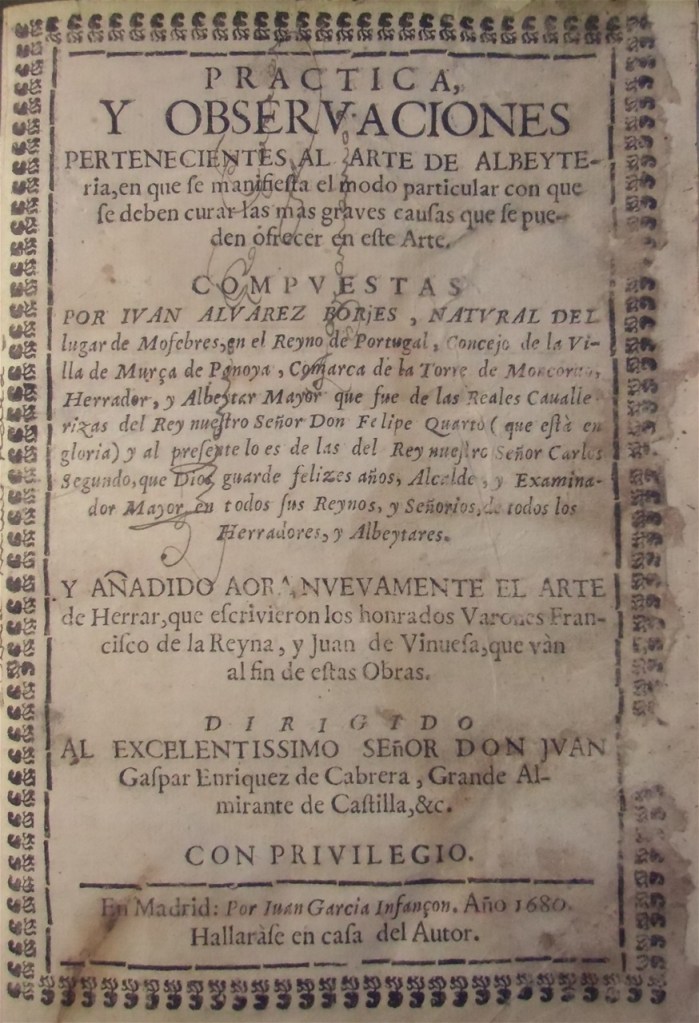 PRACTICA,
Y OBSERVACIONES
PERTENECIENTES AL ARTE DE ALBEYTE-
ria, en que ſe manifieſta el modo particular con que
ſe deben curar las mas graves cauſas que ſe pue-
den ofrecer en eſte Arte.
COMPVESTAS
POR IVAN ALVAREZ BORJES, NATVRAL DEL
lugar de Moſebres, en el Reyno de Portugal, Concejo de la Vi-
lla de Murça de Panoya, Comarca de la Torre de Moncorvo,
Herrador, y Albeytar Mayor que fue de las Reales Caualle-
rizas del Rey nueſtro Señor Don Felipe Quarto (que eſtà en
gloria) y al preſente lo es de las del Rey nueſtro Señor Carlos
Segundo, que Dios guarde felizes años, Alcalde, y Examina-
dor Mayor en todos ſus Reynos, y Señorios, de todos los
Herradores, y Albeytares.
Y AÑADIDO AORA NVEVAMENTE EL ARTE
de Herrar, que eſcrivieron los honrados Varones Fran-
ciſco de la Reyna, y Juan de Vinueſa, que vàn
al fin de eſtas Obras.
DIRIGIDO
AL EXCELENTISSIMO SEñOR DON JVAN
Gaſpar Enriquez de Cabrera, Grande Al-
mirante de Caſtilla, &c.
CON PRIVILEGIO.
En Madrid: Por Iuan Garcia Infançon. Año 1680.
Hallaràſe en caſa del Autor.